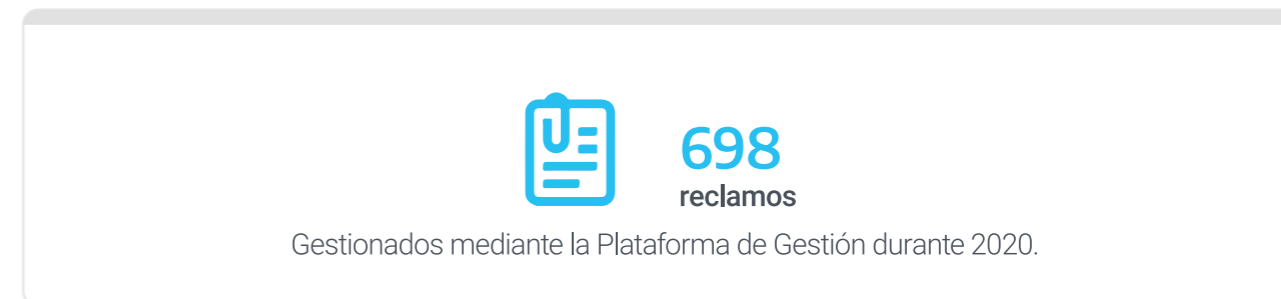 698
reclamos
Gestionados mediante la Plataforma de Gestión durante 2020.